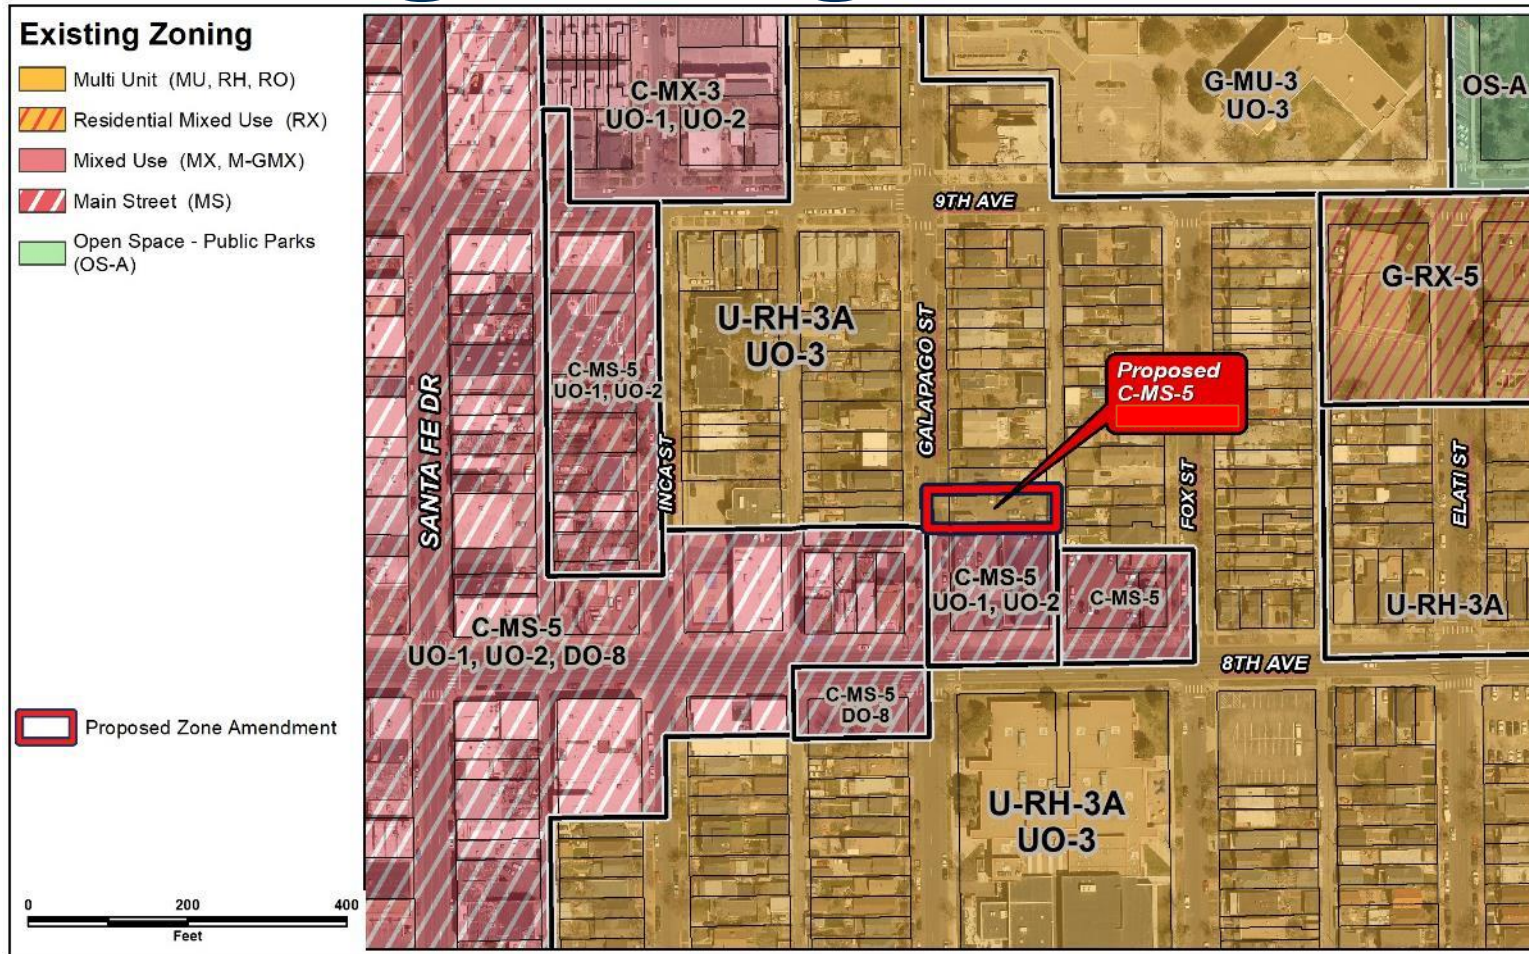 Existing Zoning
Multi Unit (MU, RH, RO)
Residential Mixed Use (RX)
Mixed Use (MX, M-GMX)
Main Street (MS)
Open Space - Public Parks
(OS-A)
Proposed Zone Amendment
0 200 400
Feet
C-MX-3
UO-1, UO-2
G-MU-3
UO-3
OS-A
9TH AVE
G-RX-5
U-RH-3A
UO-3
GALAPAGO ST
Proposed
C-MS-5
C-MS-5
UO-1, UO-2
SANTA FE DR
INCA ST
FOX ST
ELATI ST
C-MS-5
UO-1, UO-2
C-MS-5
U-RH-3A
C-MS-5
UO-1, UO-2, DO-8
8TH AVE
C-MS-5
DO-8
U-RH-3A
UO-3